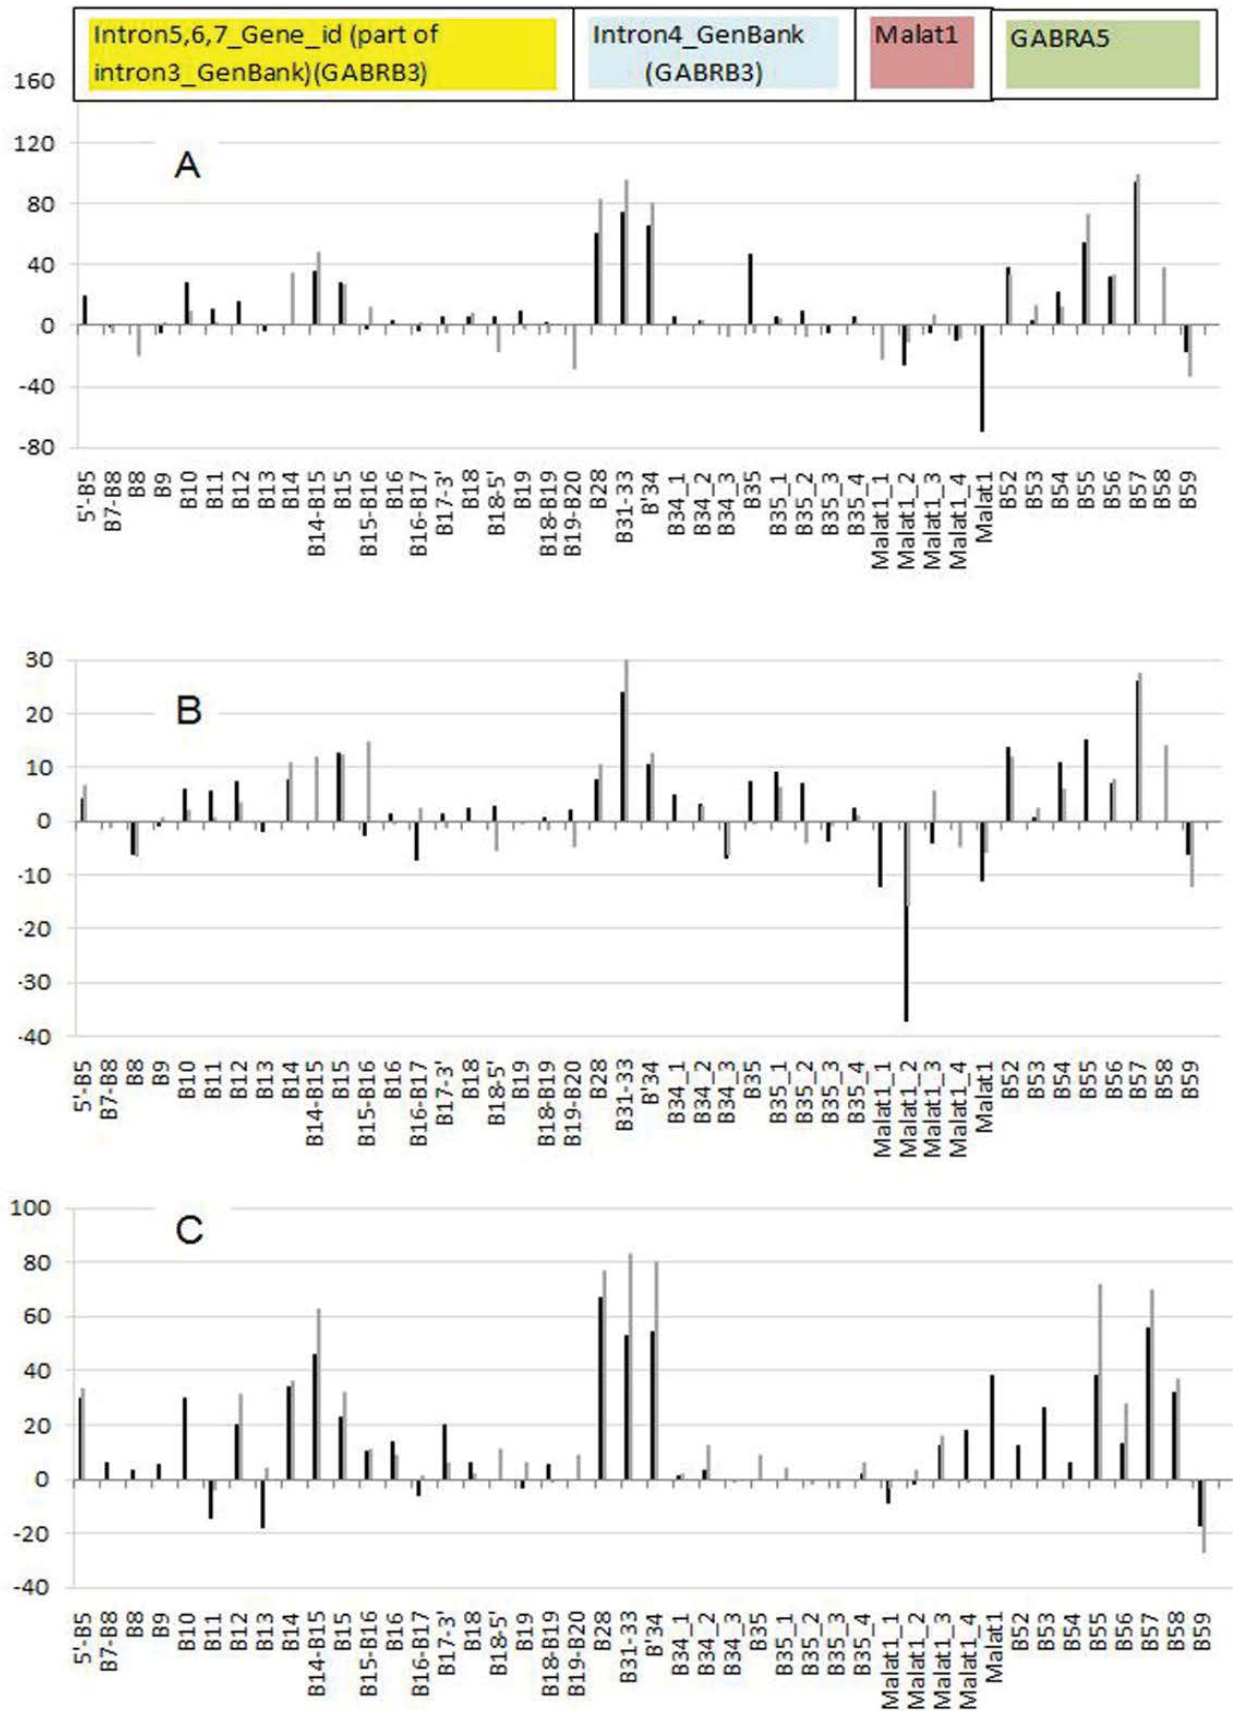 Intron5,6,7_Gene_id (part of
intron3_GenBank)(GABRB3)
Intron4_GenBank
(GABRB3)
Malat1
GABRA5
160
120
80
40
0
-40
-80
A
5'-B5
B7-B8
B8
B9
B10
B11
B12
B13
B14
B14-B15
B15
B15-B16
B16
B16-B17
B17-3'
B18
B18-5'
B19
B18-B19
B19-B20
B28
B31-33
B'34
B34_1
B34_2
B34_3
B35
B35_1
B35_2
B35_3
B35_4
Malat1_1
Malat1_2
Malat1_3
Malat1_4
Malat1
B52
B53
B54
B55
B56
B57
B58
B59
30
20
10
0
-10
-20
-30
-40
B
5'-B5
B7-B8
B8
B9
B10
B11
B12
B13
B14
B14-B15
B15
B15-B16
B16
B16-B17
B17-3'
B18
B18-5'
B19
B18-B19
B19-B20
B28
B31-33
B'34
B34_1
B34_2
B34_3
B35
B35_1
B35_2
B35_3
B35_4
Malat1_1
Malat1_2
Malat1_3
Malat1_4
Malat1
B52
B53
B54
B55
B56
B57
B58
B59
100
80
60
40
20
0
-20
-40
C
5'-B5
B7-B8
B8
B9
B10
B11
B12
B13
B14
B14-B15
B15
B15-B16
B16
B16-B17
B17-3'
B18
B18-5'
B19
B18-B19
B19-B20
B28
B31-33
B'34
B34_1
B34_2
B34_3
B35
B35_1
B35_2
B35_3
B35_4
Malat1_1
Malat1_2
Malat1_3
Malat1_4
Malat1
B52
B53
B54
B55
B56
B57
B58
B59